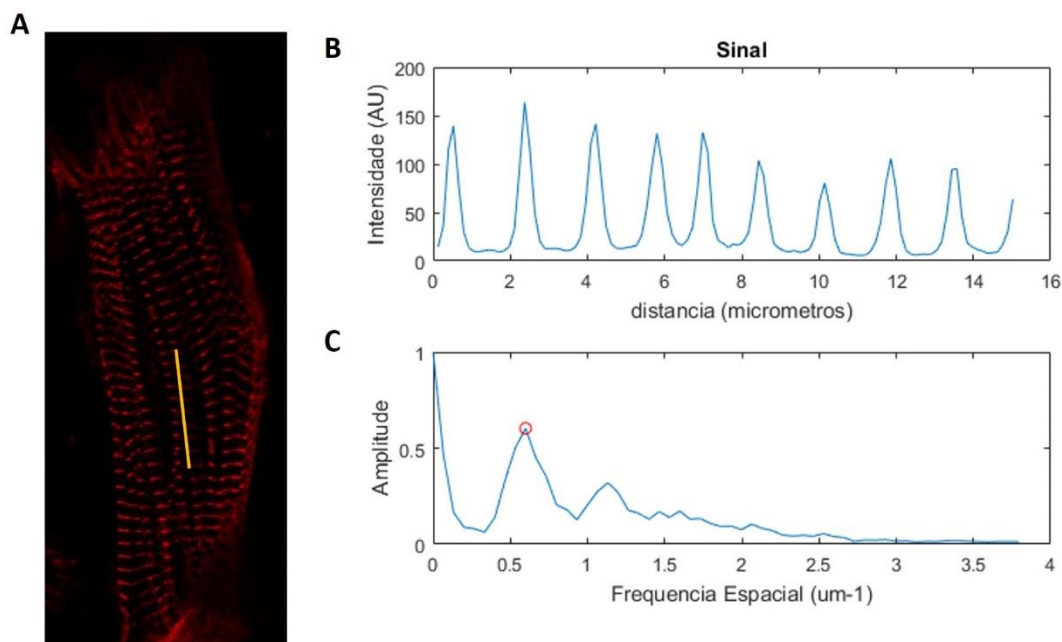 A
B
Sinal
200
150
100
50
0
Intensidade (AU)
0 2 4 6 8 10 12 14 16
distancia (micrometros)
C
1
0.5
0
Amplitude
0 0.5 1 1.5 2 2.5 3 3.5 4
Frequencia Espacial (um-1)